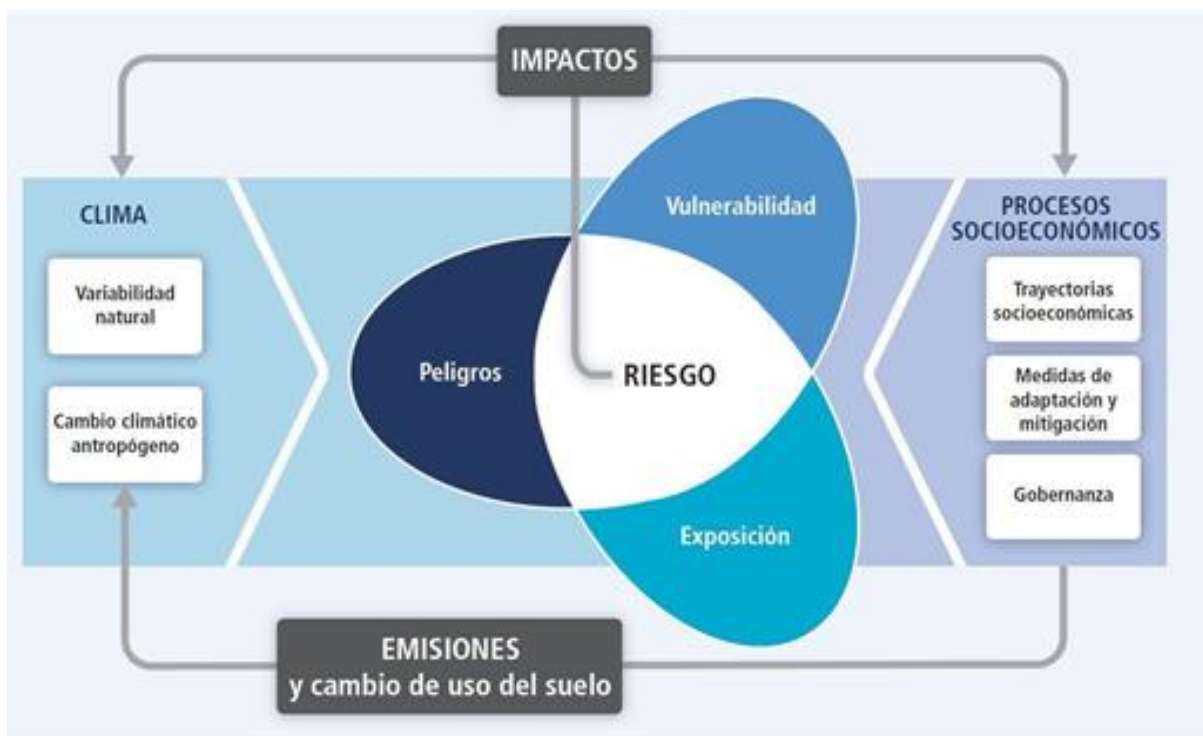 IMPACTOS
CLIMA
Variabilidad
natural
Cambio climático
antropógeno
Peligros
Vulnerabilidad
RIESGO
Exposición
PROCESOS
SOCIOECONÓMICOS
Trayectorias
socioeconómicas
Medidas de
adaptación y
mitigación
Gobernanza
EMISIONES
y cambio de uso del suelo